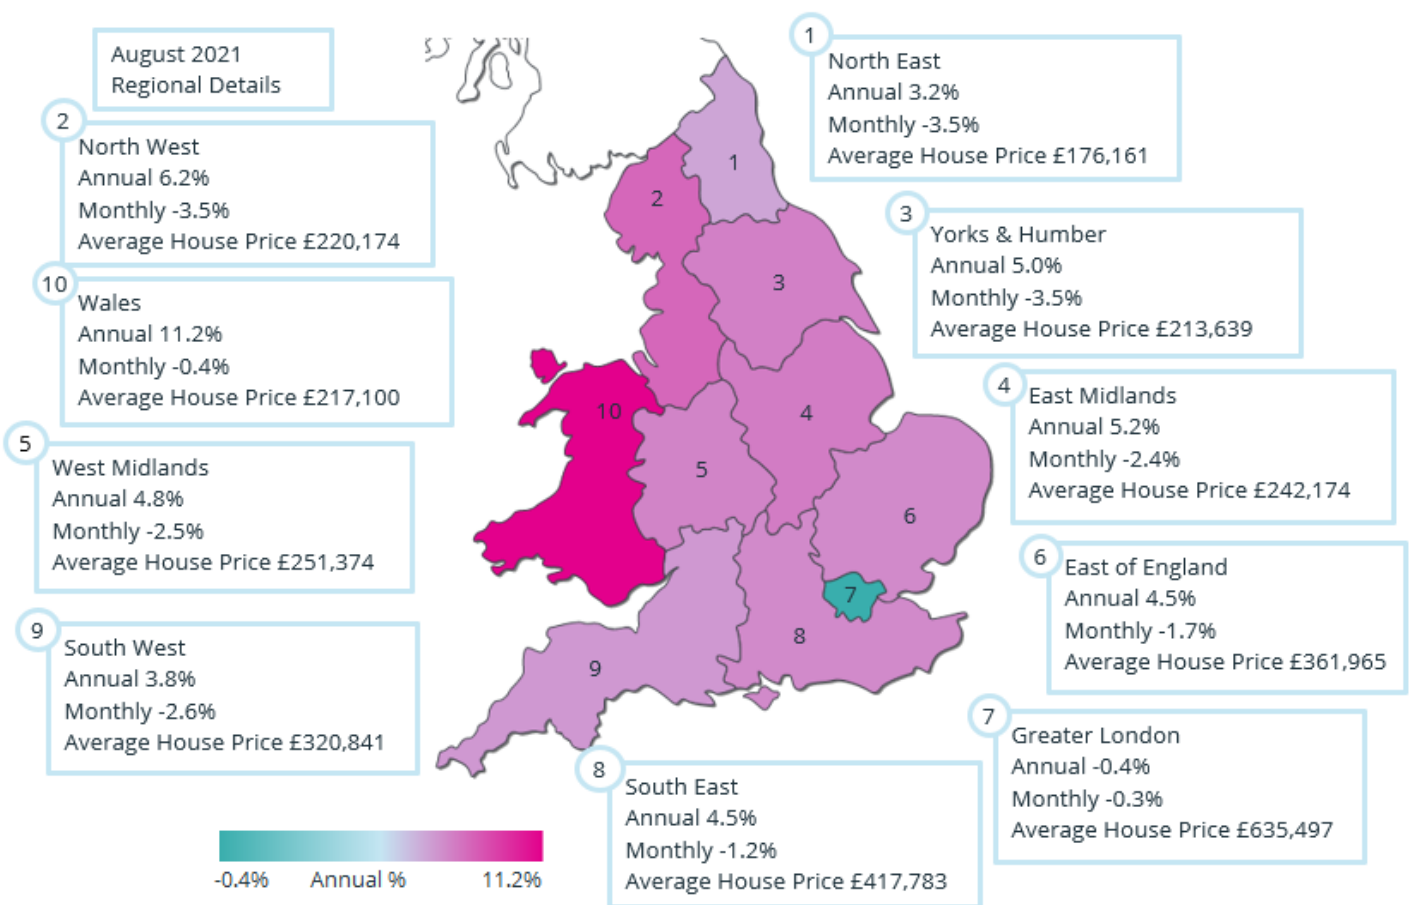 August 2021
Regional Details
1
North East
Annual 3.2%
Monthly -3.5%
Average House Price £176,161
2
North West
Annual 6.2%
Monthly -3.5%
Average House Price £220,174
3
Yorks & Humber
Annual 5.0%
Monthly -3.5%
Average House Price £213,639
10
Wales
Annual 11.2%
Monthly -0.4%
Average House Price £217,100
4
East Midlands
Annual 5.2%
Monthly -2.4%
Average House Price £242,174
5
West Midlands
Annual 4.8%
Monthly -2.5%
Average House Price £251,374
6
East of England
Annual 4.5%
Monthly -1.7%
Average House Price £361,965
9
South West
Annual 3.8%
Monthly -2.6%
Average House Price £320,841
7
Greater London
Annual -0.4%
Monthly -0.3%
Average House Price £635,497
8
South East
Annual 4.5%
Monthly -1.2%
Average House Price £417,783
1
2
3
10
4
5
6
7
8
9
-0.4% Annual % 11.2%